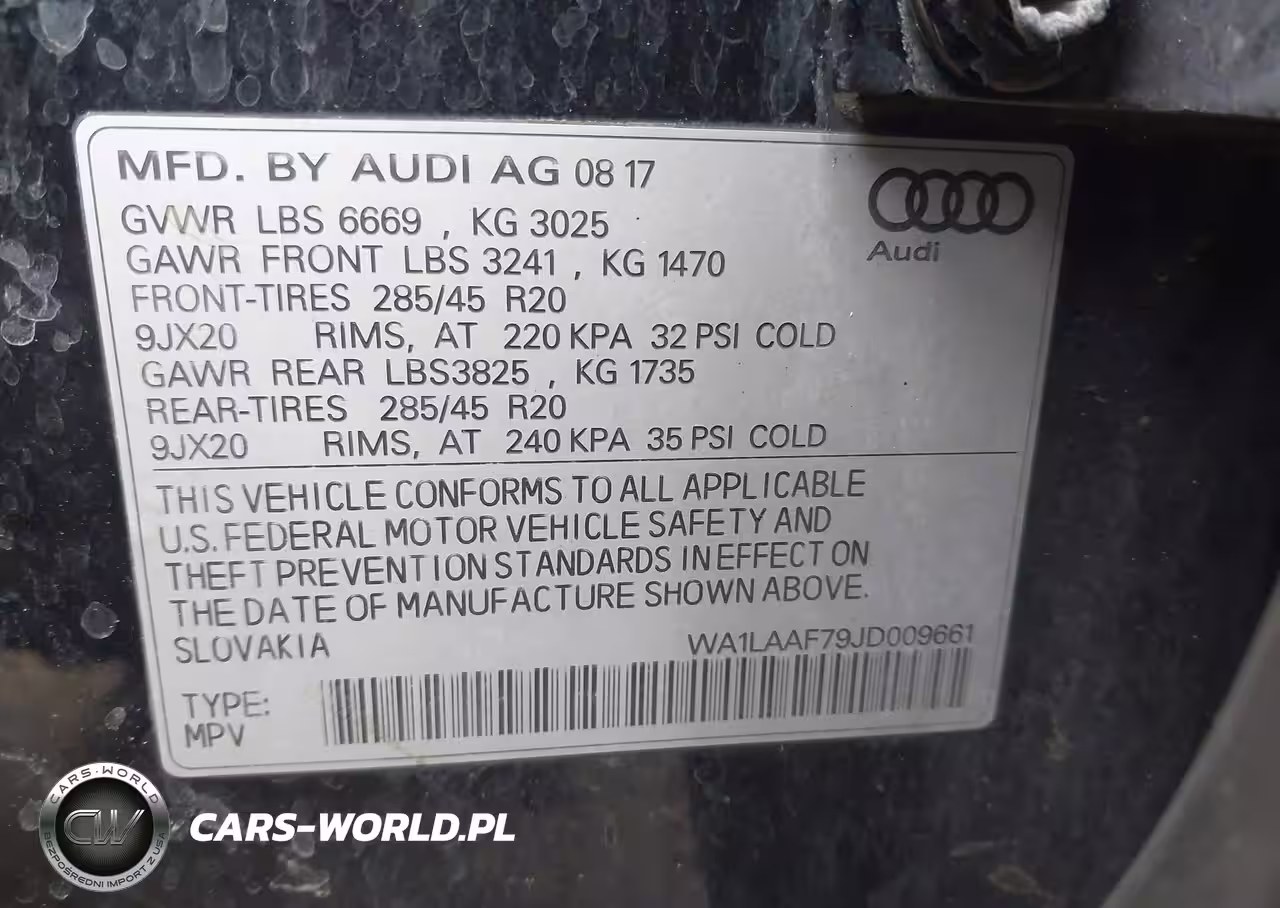 MFD. BY AUDI AG 08 17
GVWR LBS 6669 , KG 3025
Audi
GAWR FRONT LBS 3241 , KG 1470
FRONT-TIRES 285/45 R20
9JX20 RIMS, AT 220 KPA 32 PSI COLD
GAWR REAR LBS3825 , KG 1735
REAR-TIRES 285/45 R20
9JX20 RIMS, AT 240 KPA 35 PSI COLD
THIS VEHICLE CONFORMS TO ALL APPLICABLE
U.S. FEDERAL MOTOR VEHICLE SAFETY AND
THEFT PREVENTION STANDARDS IN EFFECT ON
THE DATE OF MANUFACTURE SHOWN ABOVE.
SLOVAKIA WA1LAAF79JD009661
TYPE:
MPV
CARS-WORLD
CW
BEZPOŚREDNI IMPORT Z USA
CARS-WORLD.PL